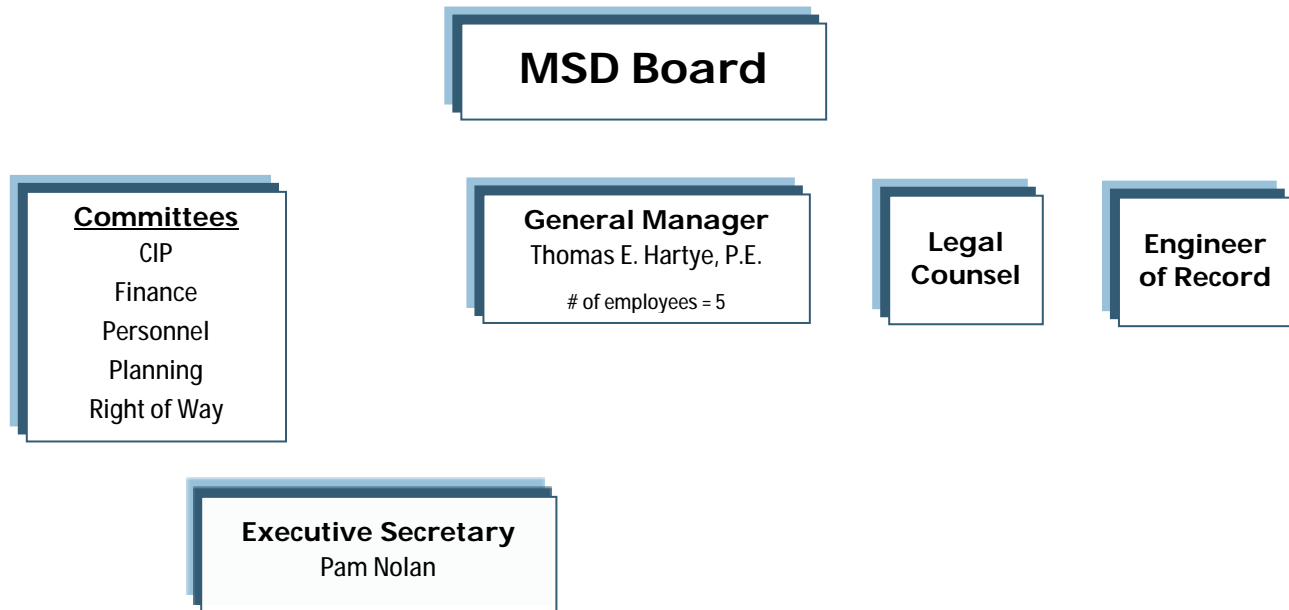 MSD Board
Committees
CIP
Finance
Personnel
Planning
Right of Way
General Manager
Thomas E. Hartye, P.E.
# of employees = 5
Legal
Counsel
Engineer
of Record
Executive Secretary
Pam Nolan